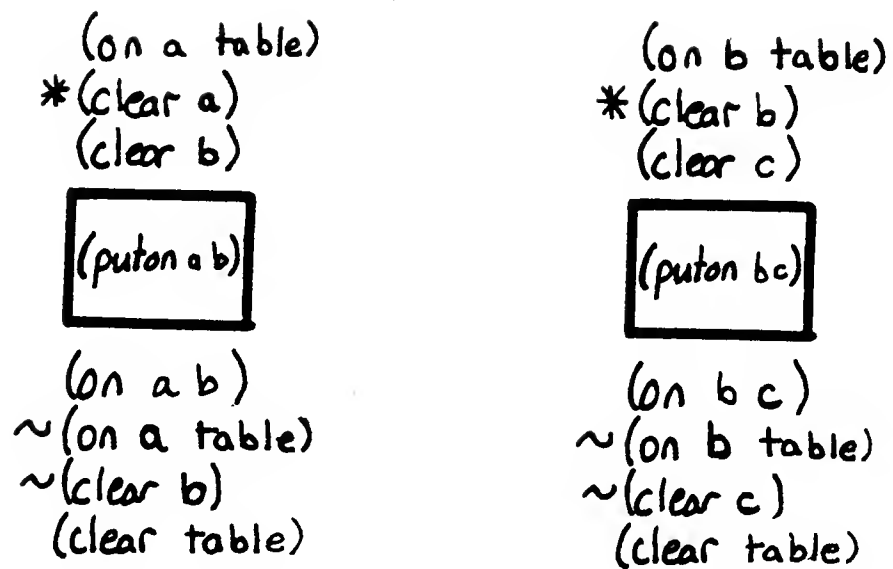 (on a table)
*(clear a)
(clear b)
(puton a b)
(on a b)
~(on a table)
~(clear b)
(clear table)
(on b table)
*(clear b)
(clear c)
(puton b c)
(on b c)
~(on b table)
~(clear c)
(clear table)